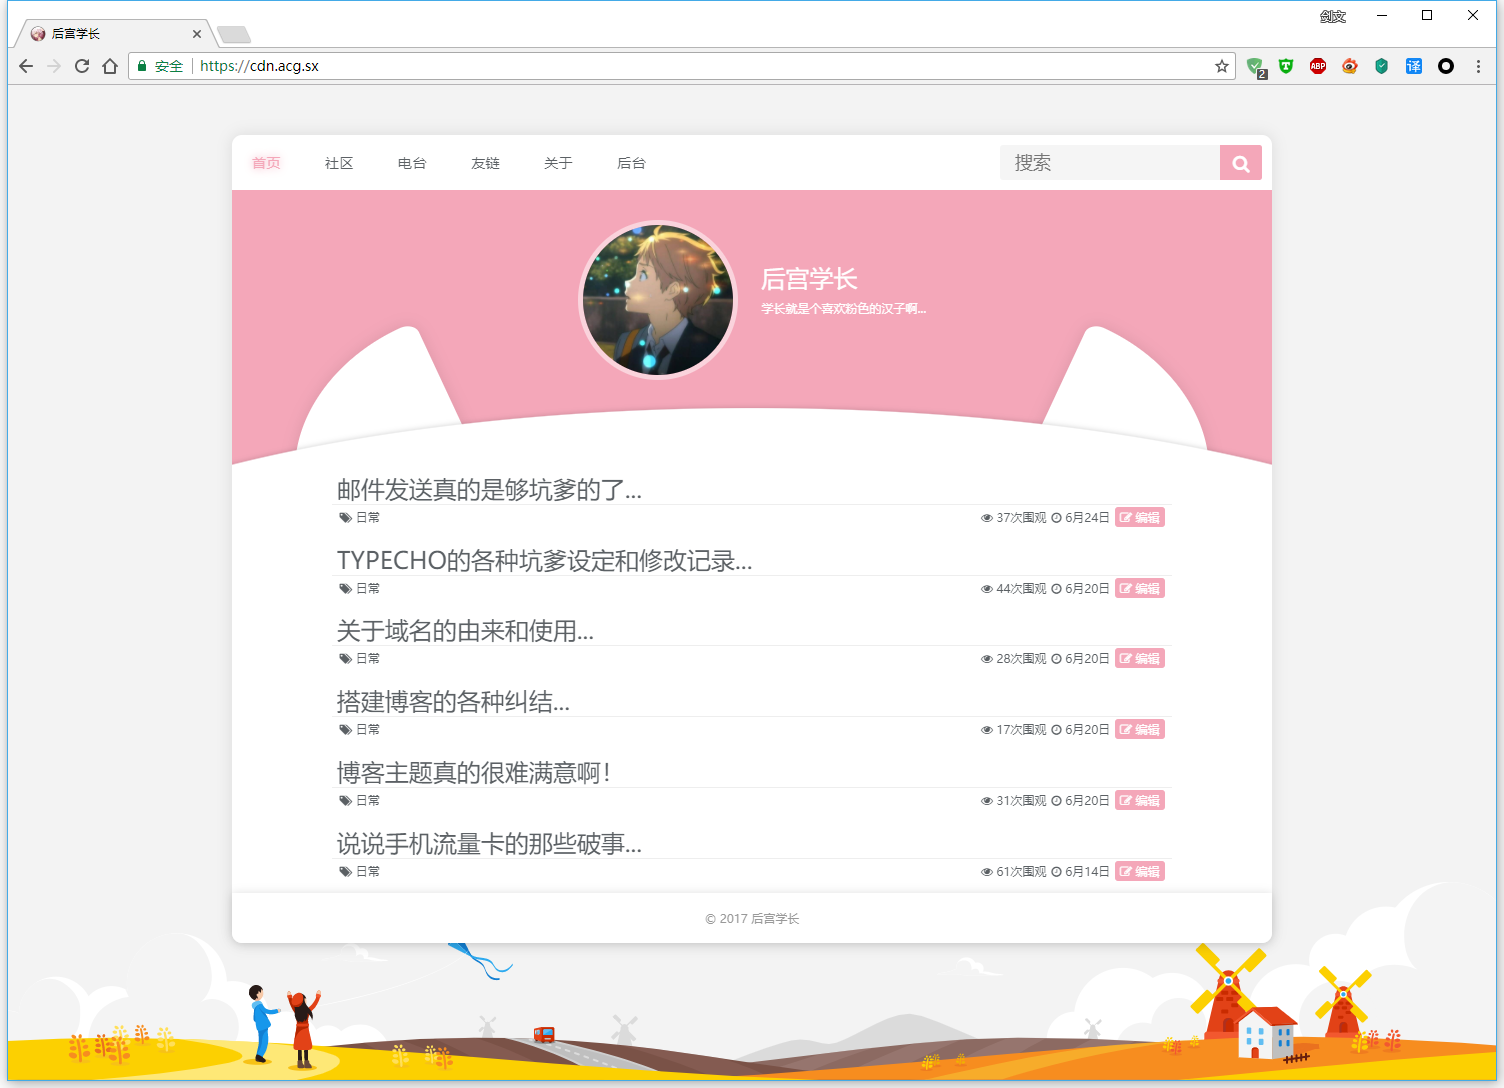 剑文
后宫学长
安全 https://cdn.acg.sx
2
ABP
译
首页 社区 电台 友链 关于 后台 搜索
后宫学长
学长就是个喜欢粉色的汉子啊...
邮件发送真的是够坑爹的了...
日常 37次围观 6月24日 编辑
TYPECHO的各种坑爹设定和修改记录...
日常 44次围观 6月20日 编辑
关于域名的由来和使用...
日常 28次围观 6月20日 编辑
搭建博客的各种纠结...
日常 17次围观 6月20日 编辑
博客主题真的很难满意啊！
日常 31次围观 6月20日 编辑
说说手机流量卡的那些破事...
日常 61次围观 6月14日 编辑
© 2017 后宫学长